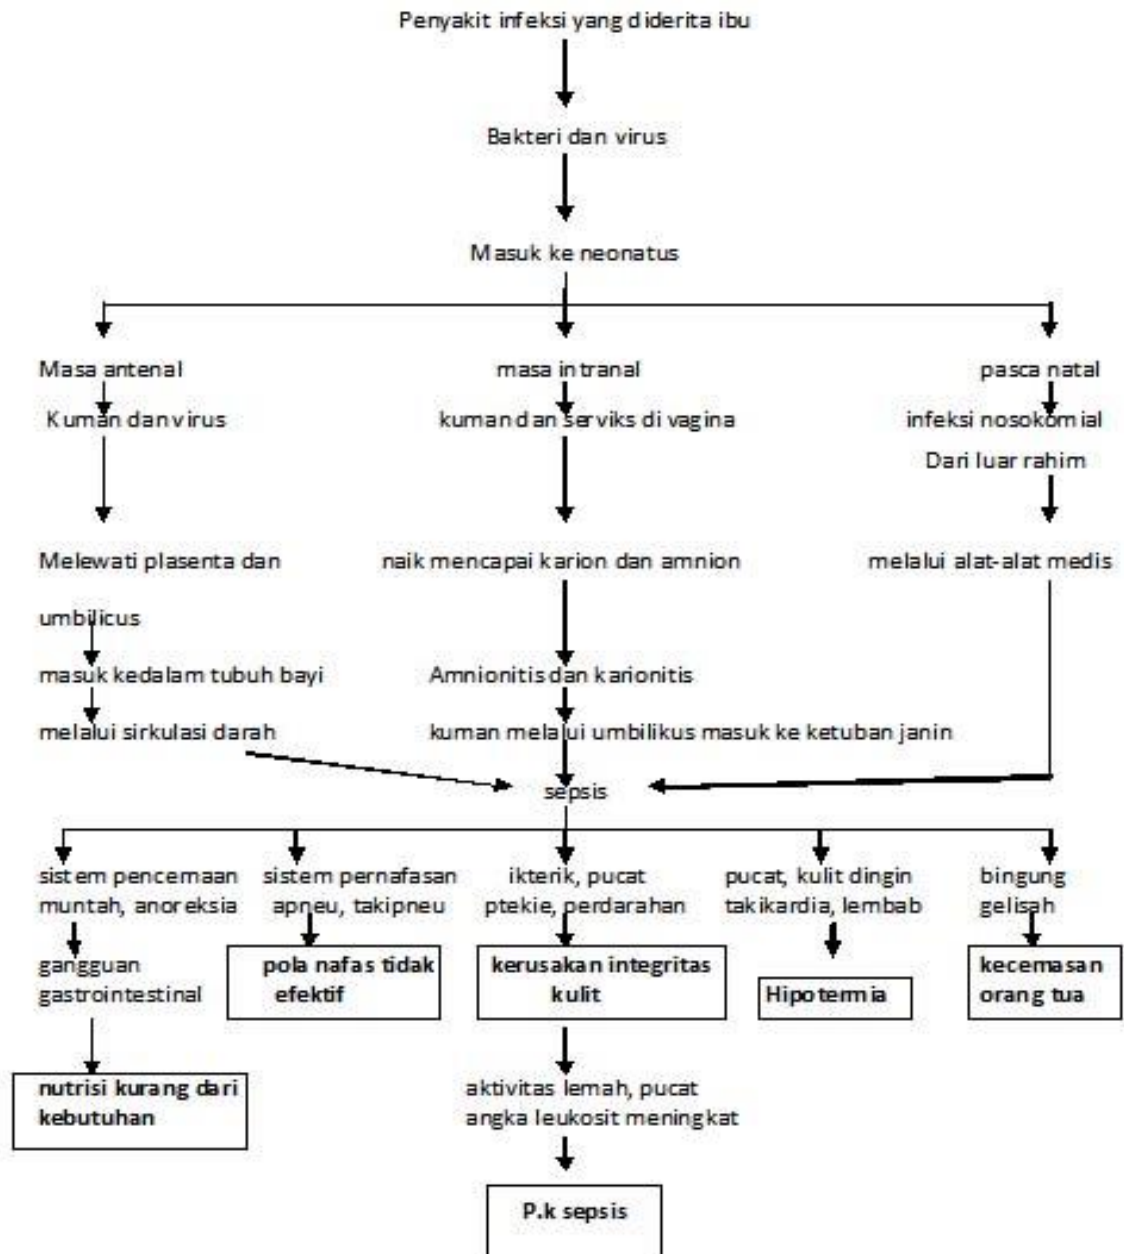 Penyakit infeksi yang diderita ibu
Bakteri dan virus
Masuk ke neonatus
Masa antenal
masa intranal
pasca natal
Kuman dan virus
kuman dan serviks di vagina
infeksi nosokomial
Dari luar rahim
Melewati plasenta dan
naik mencapai karion dan amnion
melalui alat-alat medis
umbilicus
masuk kedalam tubuh bayi
Amnionitis dan karionitis
melalui sirkulasi darah
kuman melalui umbilikus masuk ke ketuban janin
sepsis
sistem pencernaan
muntah, anoreksia
sistem pernafasan
apneu, takipneu
ikterik, pucat
ptekie, perdarahan
pucat, kulit dingin
takikardia, lembab
bingung
gelisah
gangguan
gastrointestinal
pola nafas tidak
efektif
kerusakan integritas
kulit
Hipotermia
kecemasan
orang tua
nutrisi kurang dari
kebutuhan
aktivitas lemah, pucat
angka leukosit meningkat
P.k sepsis